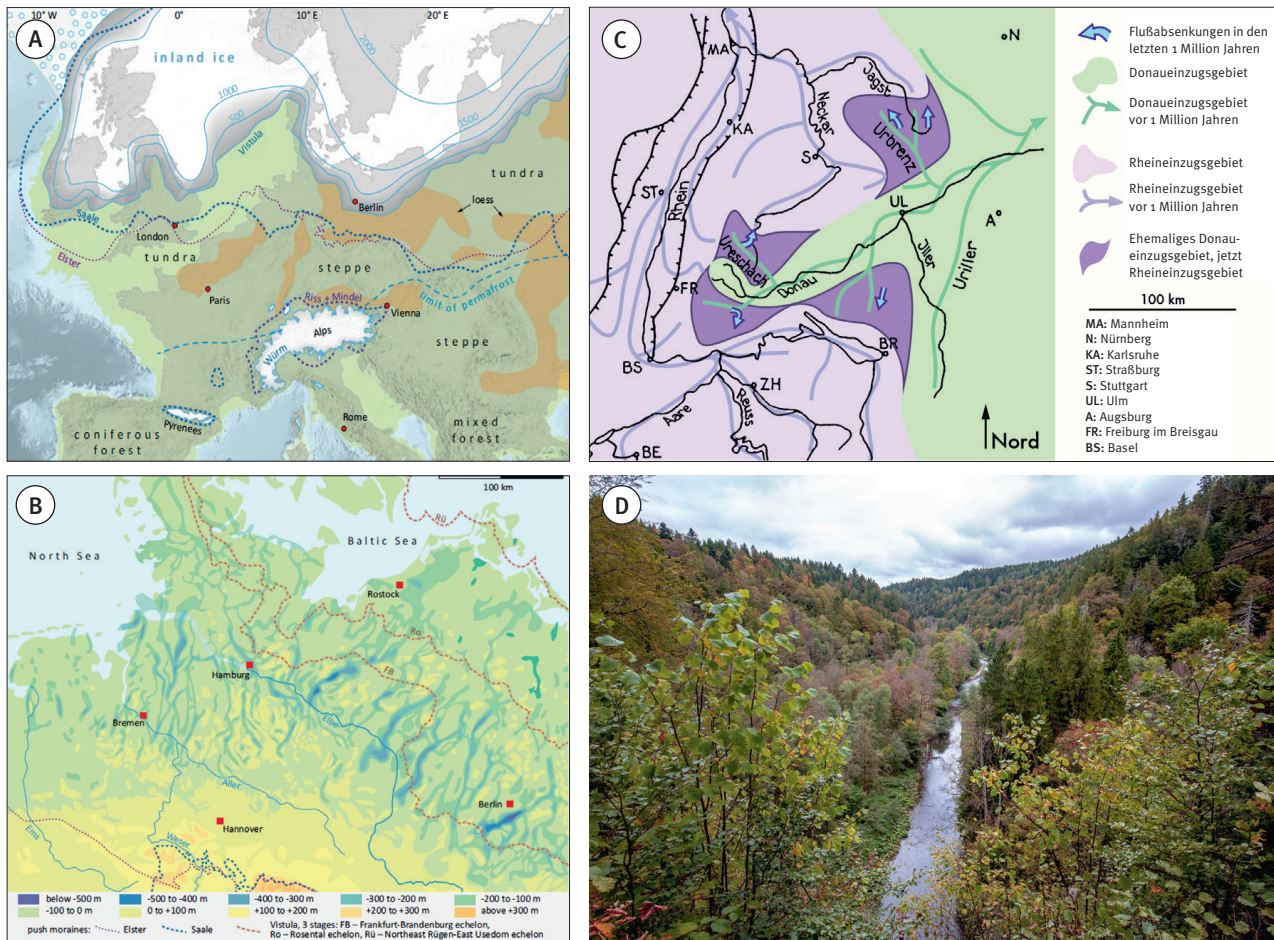 A
10° W
0°
10° E
20° E
inland ice
2000
1000
500
1500
Vistula
tundra
Berlin
loess
Saale
London
Elster
tundra
steppe
Paris
Riss + Mindel
limit of permafrost
Vienna
Alps
Würm
steppe
Rome
Pyrenees
coniferous
forest
mixed
forest
B
100 km
North Sea
Baltic Sea
Rü
Rostock
Ro
FB
Hamburg
Elbe
Bremen
Aller
Berlin
Hannover
Ems
Weser
below -500 m
-500 to -400 m
-400 to -300 m
-300 to -200 m
-200 to -100 m
-100 to 0 m
0 to +100 m
+100 to +200 m
+200 to +300 m
above +300 m
push moraines:
Elster
Saale
Vistula, 3 stages: FB – Frankfurt-Brandenburg echelon,
Ro – Rosental echelon, Rü – Northeast Rügen-East Usedom echelon
C
MA
N
Jagst
Neckar
KA
Urbrenz
S
ST
Rhein
UL
A
Ureschach
Iller
Uriller
Donau
FR
BS
BR
ZH
Aare
Reuss
BE
Nord
Flußabsenkungen in den
letzten 1 Million Jahren
Donaueinzugsgebiet
Donaueinzugsgebiet
vor 1 Million Jahren
Rheineinzugsgebiet
Rheineinzugsgebiet
vor 1 Million Jahren
Ehemaliges Donau-
einzugsgebiet, jetzt
Rheineinzugsgebiet
100 km
MA: Mannheim
N: Nürnberg
KA: Karlsruhe
ST: Straßburg
S: Stuttgart
UL: Ulm
A: Augsburg
FR: Freiburg im Breisgau
BS: Basel
D